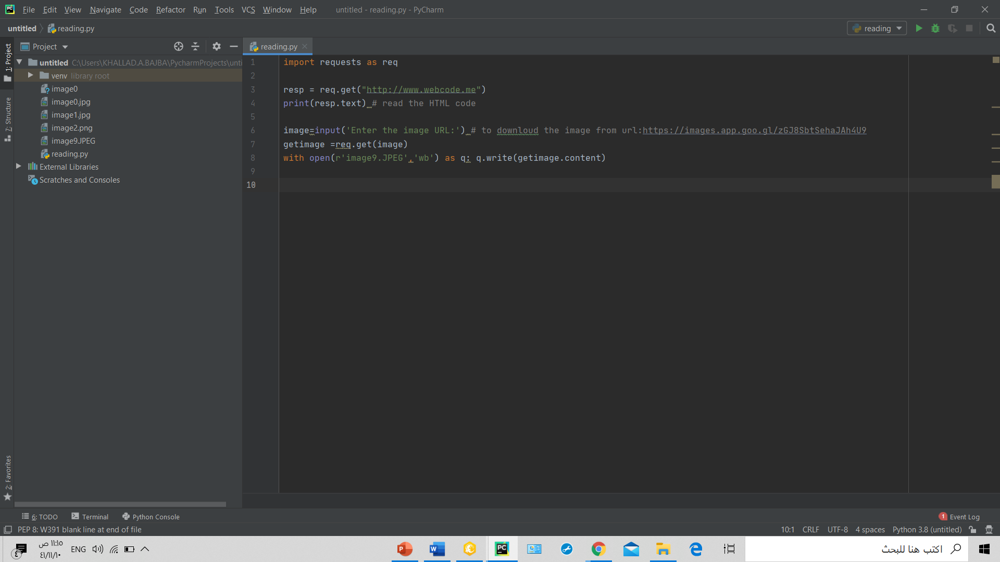 File Edit View Navigate Code Refactor Run Tools VCS Window Help untitled - reading.py - PyCharm
untitled reading.py reading
1: Project
7: Structure
2: Favorites
Project
untitled C:\Users\KHALLAD.A.BAJBA\PycharmProjects\unti
venv library root
image0
image0.jpg
image1.jpg
image2.png
image9.JPEG
reading.py
External Libraries
Scratches and Consoles
reading.py
1 import requests as req
2
3 resp = req.get("http://www.webcode.me")
4 print(resp.text) # read the HTML code
5
6 image=input('Enter the image URL:') # to downloud the image from url:https://images.app.goo.gl/zGJ8SbtSehaJAh4U9
7 getimage =req.get(image)
8 with open(r'image9.JPEG','wb') as q: q.write(getimage.content)
9
10
6: TODO Terminal Python Console 1 Event Log
PEP 8: W391 blank line at end of file 10:1 CRLF UTF-8 4 spaces Python 3.8 (untitled)
٤ ١١:١٥ ص ENG اكتب هنا للبحث
٤١/١١/١٠